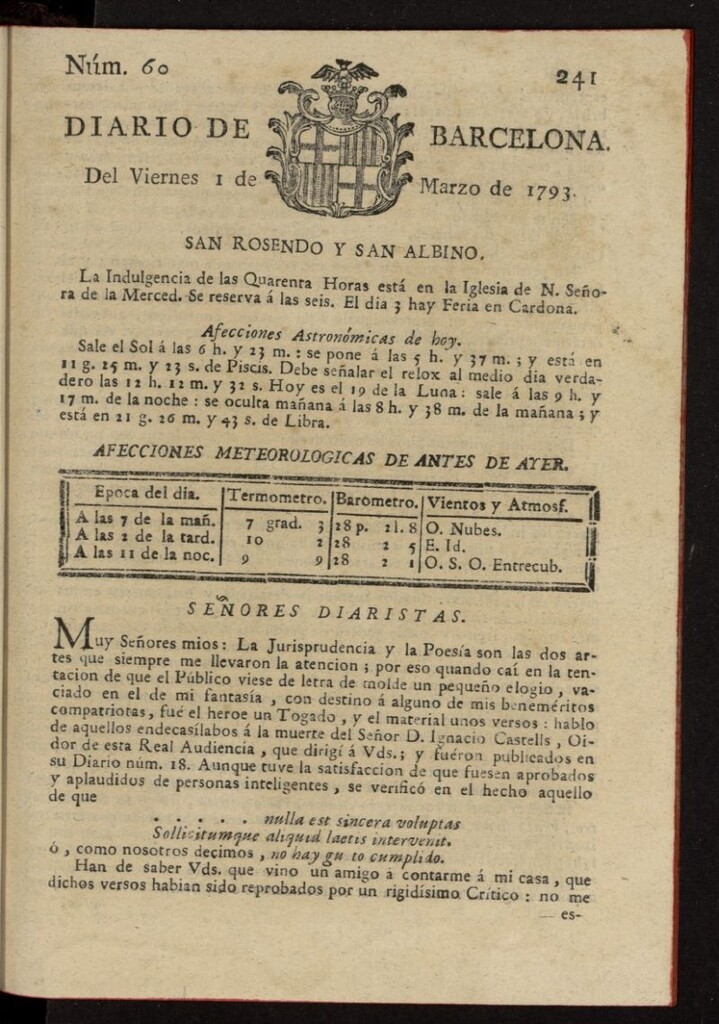 Núm. 60
241
DIARIO DE BARCELONA.
Del Viernes 1 de Marzo de 1793.
SAN ROSENDO Y SAN ALBINO.
La Indulgencia de las Quarenta Horas está en la Iglesia de N. Seño-
ra de la Merced. Se reserva á las seis. El dia 3 hay Feria en Cardona.
Afecciones Astronómicas de hoy.
Sale el Sol á las 6 h. y 23 m. : se pone á las 5 h. y 37 m. ; y está en
11 g. 25 m. y 23 s. de Piscis. Debe señalar el relox al medio dia verda-
dero las 12 h. 12 m. y 32 s. Hoy es el 19 de la Luna : sale á las 9 h. y
17 m. de la noche : se oculta mañana á las 8 h. y 38 m. de la mañana ; y
está en 21 g. 26 m. y 43 s. de Libra.
AFECCIONES METEOROLOGICAS DE ANTES DE AYER.
Epoca del dia. Termometro. Barometro. Vientos y Atmosf.
A las 7 de la mañ. 7 grad. 3 28 p. 2 l. 8 O. Nubes.
A las 2 de la tard. 10 2 28 2 5 E. Id.
A las 11 de la noc. 9 9 28 2 1 O. S. O. Entrecub.
SEÑORES DIARISTAS.
Muy Señores mios : La Jurisprudencia y la Poesía son las dos ar-
tes que siempre me llevaron la atencion ; por eso quando caí en la ten-
tacion de que el Público viese de letra de molde un pequeño elogio , va-
ciado en el de mi fantasía , con destino á alguno de mis beneméritos
compatriotas, fué el heroe un Togado , y el material unos versos : hablo
de aquellos endecasílabos á la muerte del Señor D. Ignacio Castells , Oi-
dor de esta Real Audiencia , que dirigí á Vds. ; y fuéron publicados en
su Diario núm. 18. Aunque tuve la satisfaccion de que fuesen aprobados
y aplaudidos de personas inteligentes , se verificó en el hecho aquello
de que
. . . . . nulla est sincera voluptas
Sollicitumque aliquid laetis intervenit.
ó , como nosotros decimos , no hay gu to cumplido.
Han de saber Vds. que vino un amigo á contarme á mi casa , que
dichos versos habian sido reprobados por un rigidísimo Crítico : no me
es-